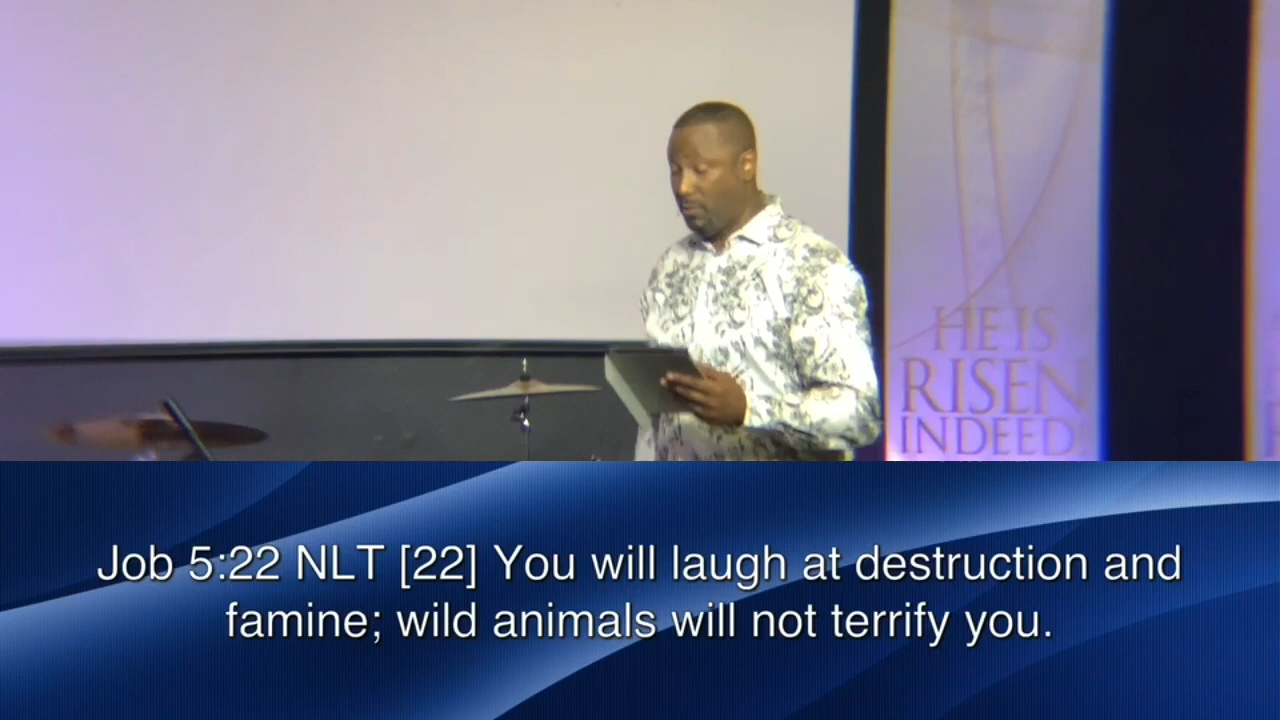 HE IS
RISEN
INDEED
Job 5:22 NLT [22] You will laugh at destruction and
famine; wild animals will not terrify you.